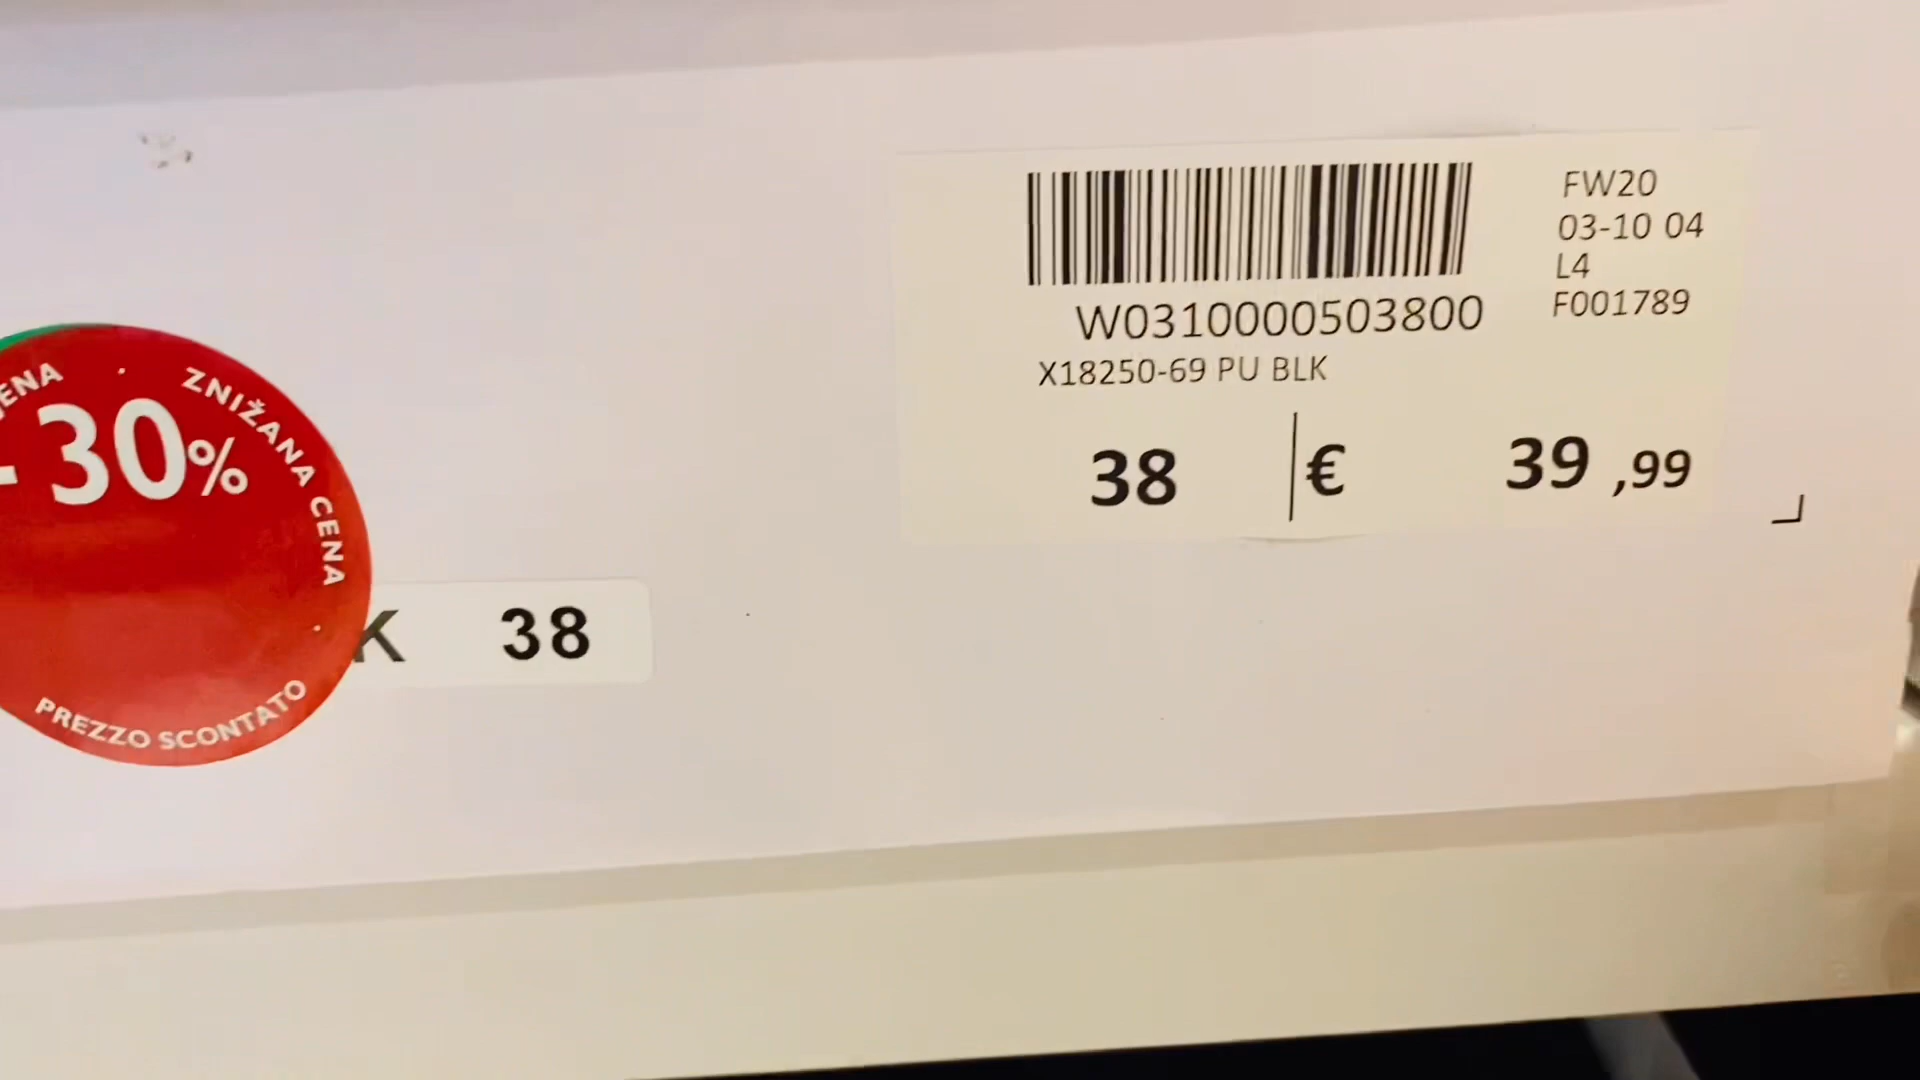 ZNIŽANA CENA
- 30%
PREZZO SCONTATO
K 38
W0310000503800
X18250-69 PU BLK
38 € 39 ,99
FW20
03-10 04
L4
F001789